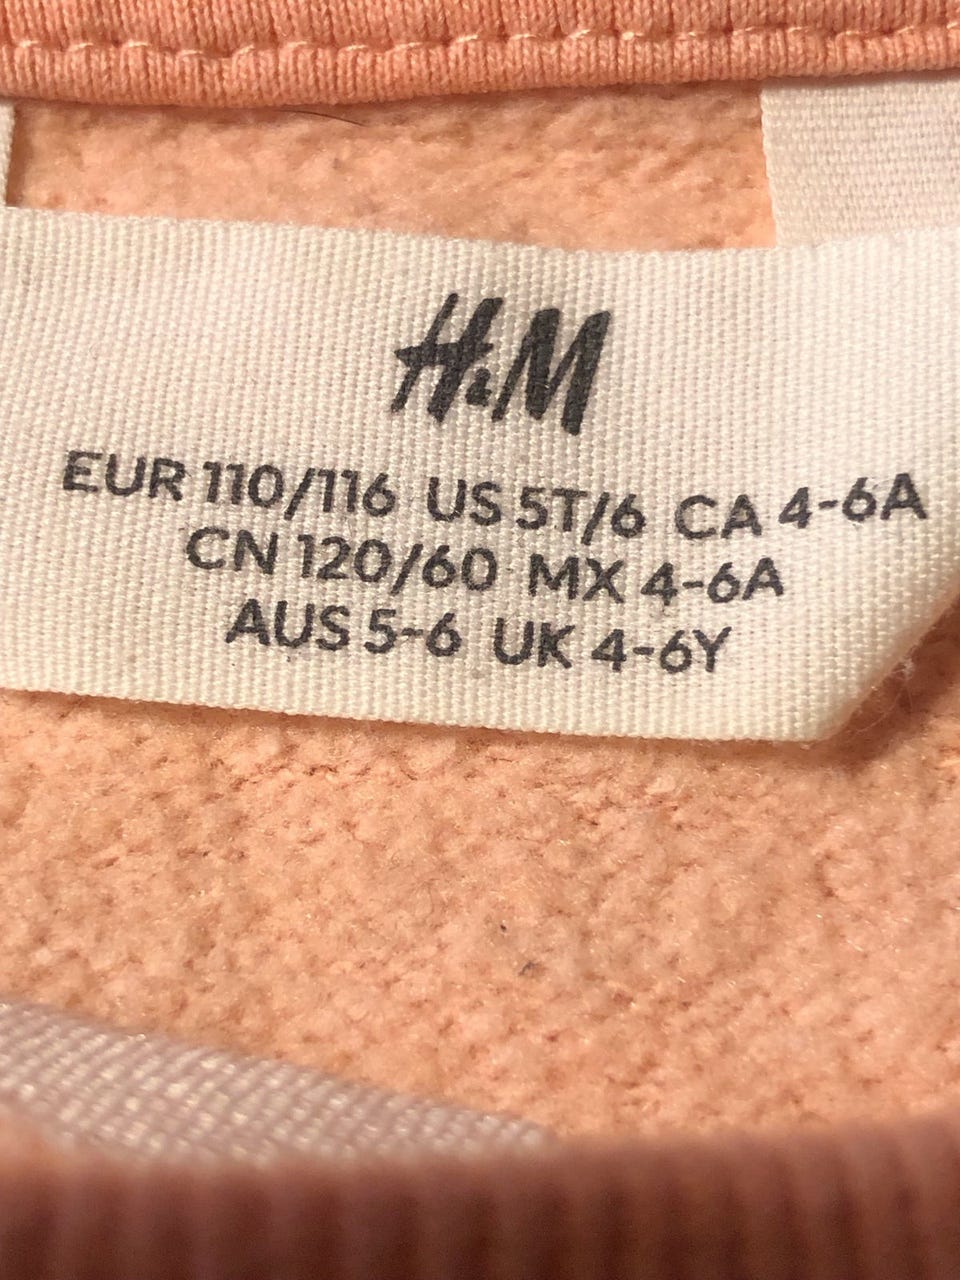 H&M
EUR 110/116 US 5T/6 CA 4-6A
CN 120/60 MX 4-6A
AUS 5-6 UK 4-6Y